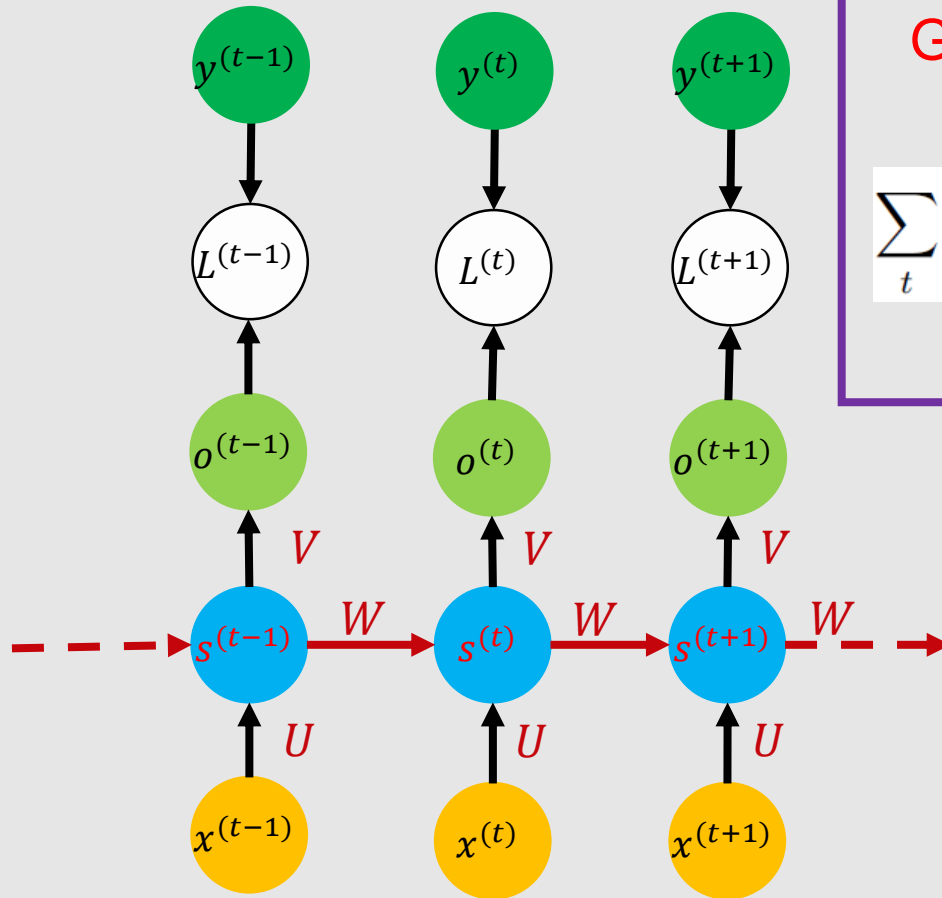 y^(t−1) y^(t) y^(t+1) G
∑
t
L^(t−1) L^(t) L^(t+1)
o^(t−1) o^(t) o^(t+1)
V V V
W W W
s^(t−1) s^(t) s^(t+1)
U U U
x^(t−1) x^(t) x^(t+1)